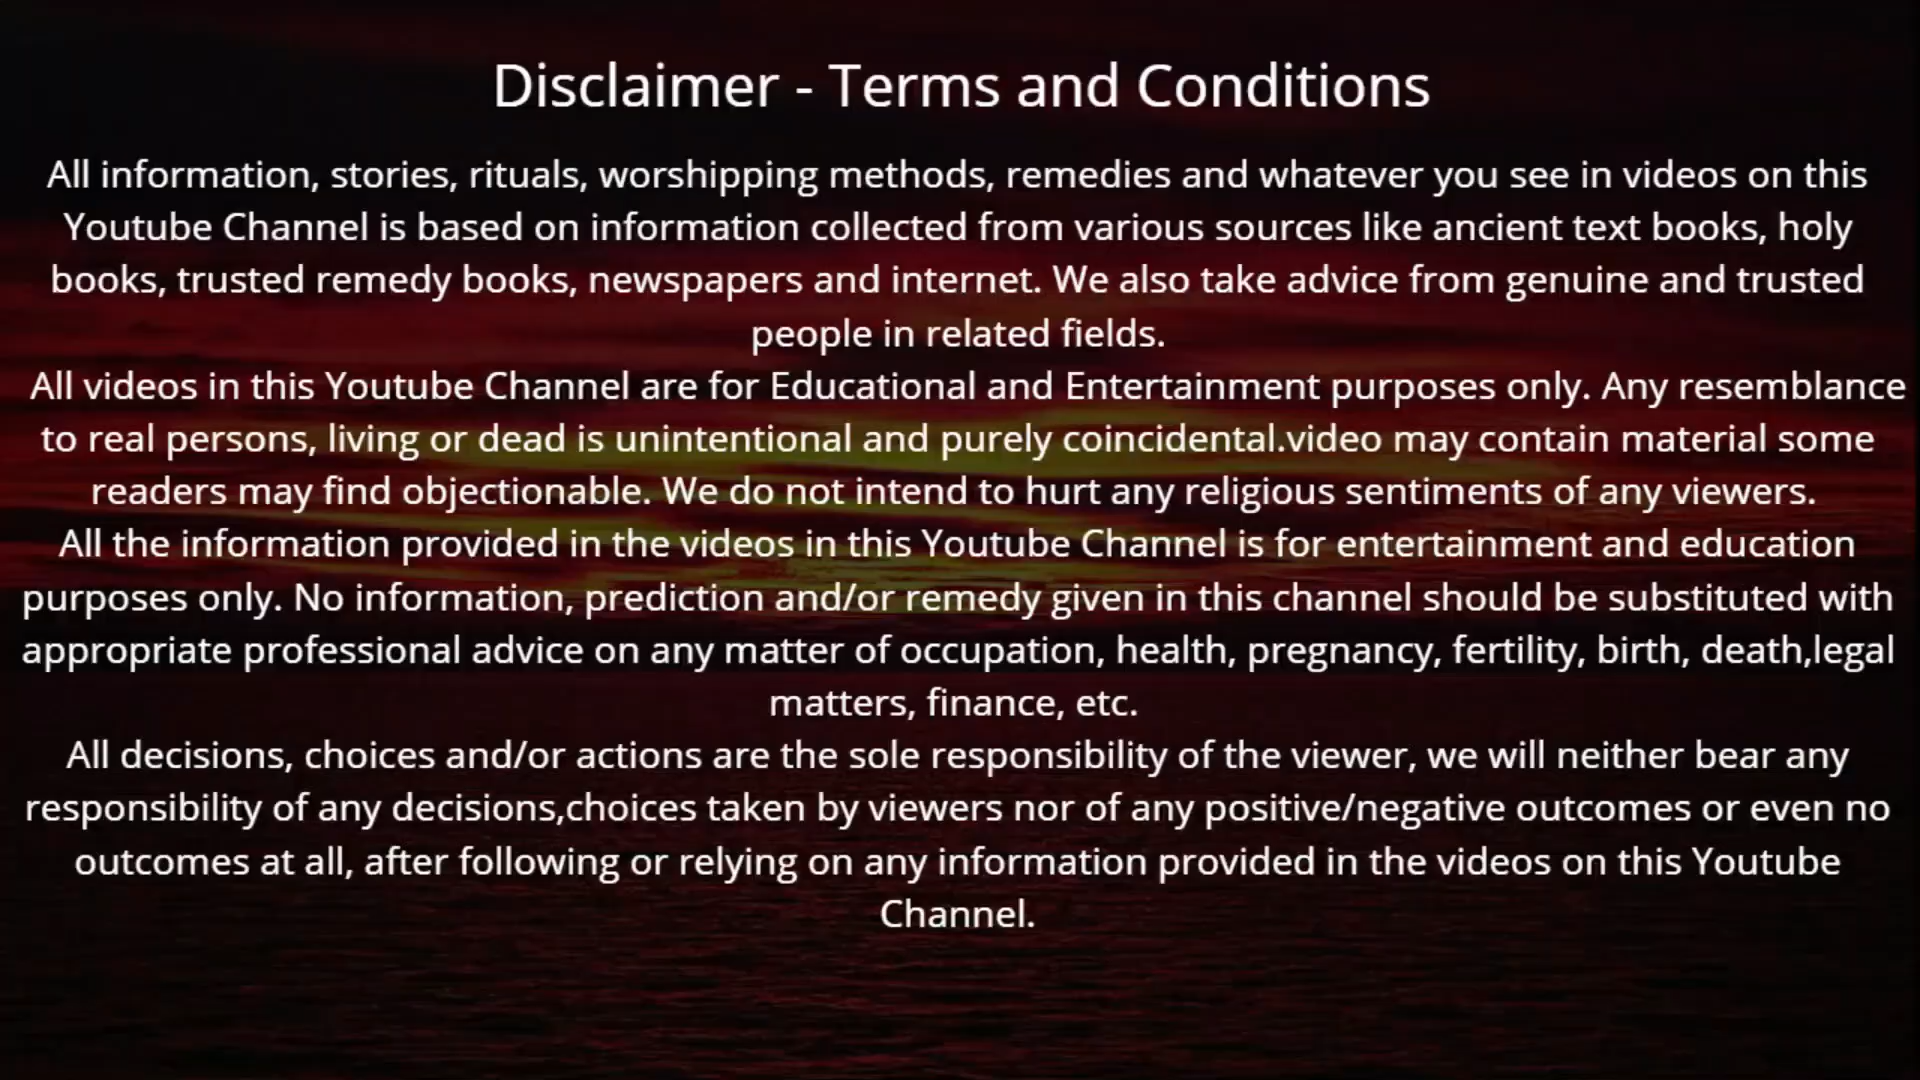 Disclaimer - Terms and Conditions
All information, stories, rituals, worshipping methods, remedies and whatever you see in videos on this
Youtube Channel is based on information collected from various sources like ancient text books, holy
books, trusted remedy books, newspapers and internet. We also take advice from genuine and trusted
people in related fields.
All videos in this Youtube Channel are for Educational and Entertainment purposes only. Any resemblance
to real persons, living or dead is unintentional and purely coincidental.video may contain material some
readers may find objectionable. We do not intend to hurt any religious sentiments of any viewers.
All the information provided in the videos in this Youtube Channel is for entertainment and education
purposes only. No information, prediction and/or remedy given in this channel should be substituted with
appropriate professional advice on any matter of occupation, health, pregnancy, fertility, birth, death,legal
matters, finance, etc.
All decisions, choices and/or actions are the sole responsibility of the viewer, we will neither bear any
responsibility of any decisions,choices taken by viewers nor of any positive/negative outcomes or even no
outcomes at all, after following or relying on any information provided in the videos on this Youtube
Channel.